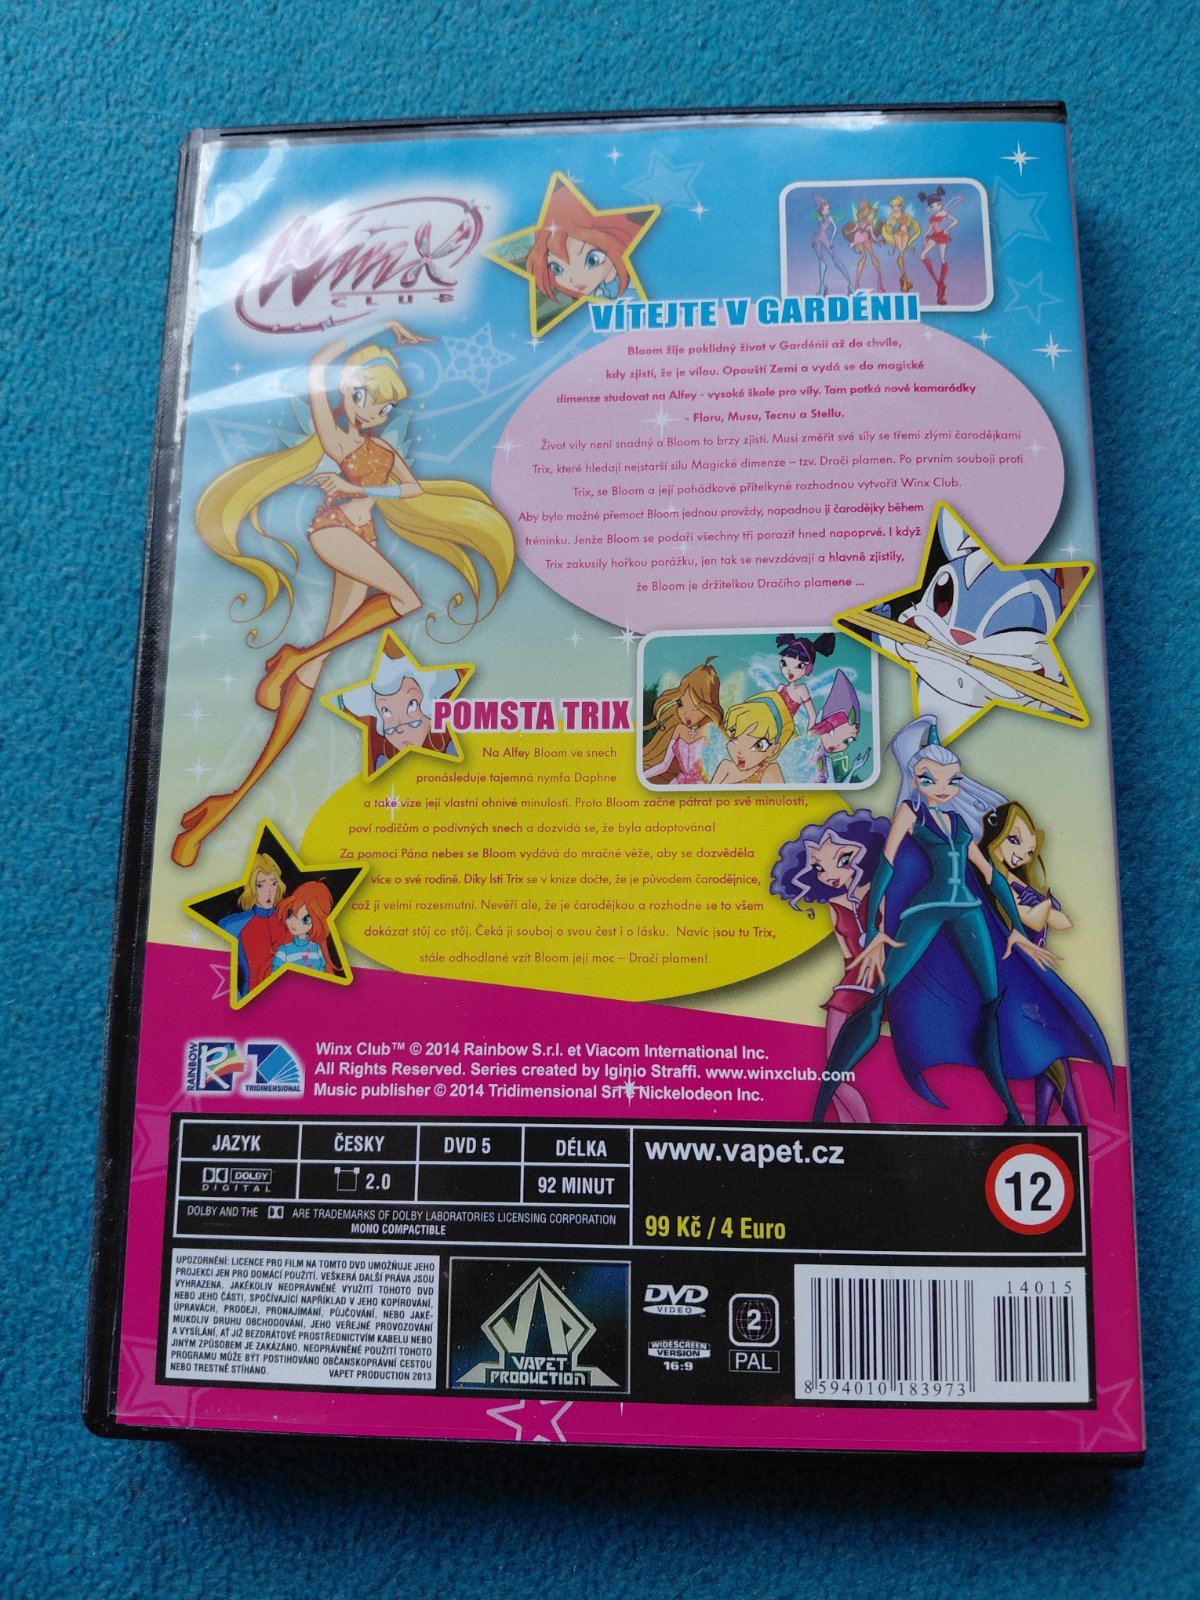 Winx™
CLUB
VÍTEJTE V GARDÉNII
Bloom žije poklidný život v Gardénii až do chvíle,
kdy zjistí, že je vílou. Opouští Zemi a vydá se do magické
dimenze studovat na Alfey - vysoké škole pro víly. Tam potká nové kamarádky
- Floru, Musu, Tecnu a Stellu.
Život víly není snadný a Bloom to brzy zjistí. Musí změřit své síly se třemi zlými čarodějkami
Trix, které hledají nejstarší sílu Magické dimenze – tzv. Dračí plamen. Po prvním souboji proti
Trix, se Bloom a její pohádkové přítelkyně rozhodnou vytvořit Winx Club.
Aby bylo možné přemoct Bloom jednou provždy, napadnou ji čarodějky během
tréninku. Jenže Bloom se podaří všechny tři porazit hned napoprvé. I když
Trix zakusily hořkou porážku, jen tak se nevzdávají a hlavně zjistily,
že Bloom je držitelkou Dračího plamene ...
POMSTA TRIX
Na Alfey Bloom ve snech
pronásleduje tajemná nymfa Daphne
a také vize její vlastní ohnivé minulosti. Proto Bloom začne pátrat po své minulosti,
poví rodičům o podivných snech a dozvídá se, že byla adoptována!
Za pomoci Pána nebes se Bloom vydává do mračné věže, aby se dozvěděla
více o své rodině. Díky lsti Trix se v knize dočte, že je původem čarodějnice,
což ji velmi rozesmutní. Nevěří ale, že je čarodějkou a rozhodne se to všem
dokázat stůj co stůj. Čeká ji souboj o svou čest i o lásku. Navíc jsou tu Trix,
stále odhodlané vzít Bloom její moc – Dračí plamen!
RAINBOW
R
TRIDIMENSIONAL
Winx Club™ © 2014 Rainbow S.r.l. et Viacom International Inc.
All Rights Reserved. Series created by Iginio Straffi. www.winxclub.com
Music publisher © 2014 Tridimensional Srl e Nickelodeon Inc.
JAZYK ČESKY DVD 5 DÉLKA
DOLBY DIGITAL 2.0 92 MINUT
DOLBY AND THE ARE TRADEMARKS OF DOLBY LABORATORIES LICENSING CORPORATION
MONO COMPACTIBLE
www.vapet.cz
99 Kč / 4 Euro
12
UPOZORNĚNÍ: LICENCE PRO FILM NA TOMTO DVD UMOŽŇUJE JEHO
PROJEKCI JEN PRO DOMÁCÍ POUŽITÍ. VEŠKERÁ DALŠÍ PRÁVA JSOU
VYHRAZENA. JAKÉKOLIV NEOPRÁVNĚNÉ VYUŽITÍ TOHOTO DVD
NEBO JEHO ČÁSTI, SPOČÍVAJÍCÍ NAPŘÍKLAD V JEHO KOPÍROVÁNÍ,
ÚPRAVÁCH, PRODEJI, PRONAJÍMÁNÍ, PŮJČOVÁNÍ, NEBO JAKÉ-
MUKOLIV DRUHU OBCHODOVÁNÍ, JEHO VEŘEJNÉ PROVOZOVÁNÍ
A VYSÍLÁNÍ, AŤ JIŽ BEZDRÁTOVÉ PROSTŘEDNICTVÍM KABELU NEBO
JINÝM ZPŮSOBEM JE ZAKÁZANO. NEOPRÁVNĚNÉ POUŽITÍ TOHOTO
PROGRAMU MŮŽE BÝT POSTIHOVÁNO OBČANSKOPRÁVNÍ CESTOU
NEBO TRESTNĚ STÍHÁNO.
VAPET PRODUCTION 2013
VP
VAPET
PRODUCTION
DVD
VIDEO
WIDESCREEN
VERSION
16:9
2
PAL
14015
8594010183973